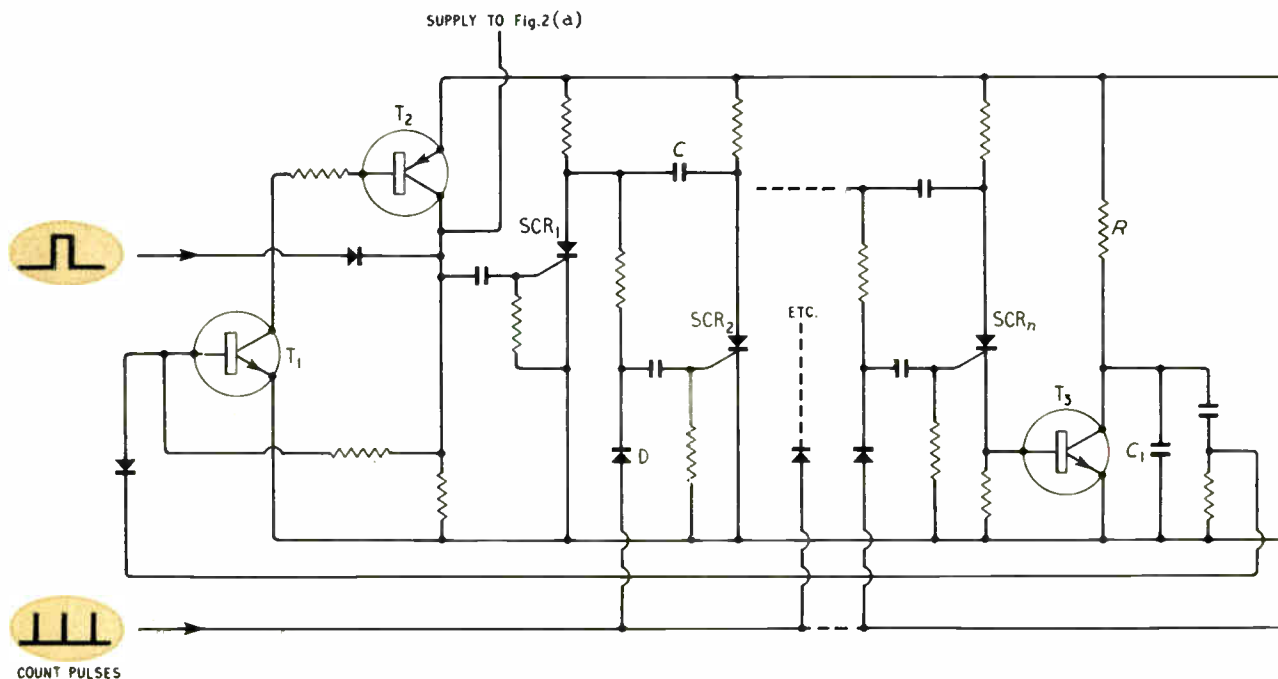 SUPPLY TO Fig.2(a)
T2
C
SCR1
R
ETC.
SCR2
SCRn
T1
T3
D
C1
COUNT PULSES